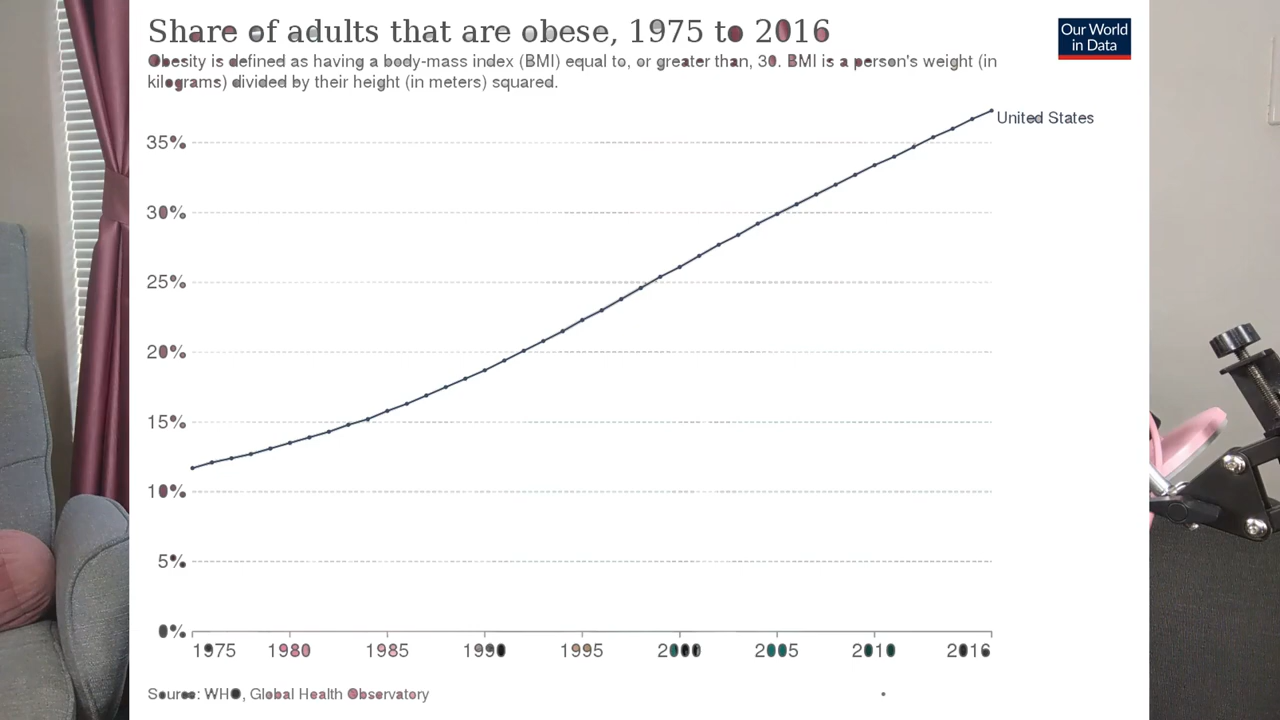 Share of adults that are obese, 1975 to 2016
Our World
in Data
Obesity is defined as having a body-mass index (BMI) equal to, or greater than, 30. BMI is a person's weight (in
kilograms) divided by their height (in meters) squared.
United States
35%
30%
25%
20%
15%
10%
5%
0%
1975 1980 1985 1990 1995 2000 2005 2010 2016
Source: WHO, Global Health Observatory